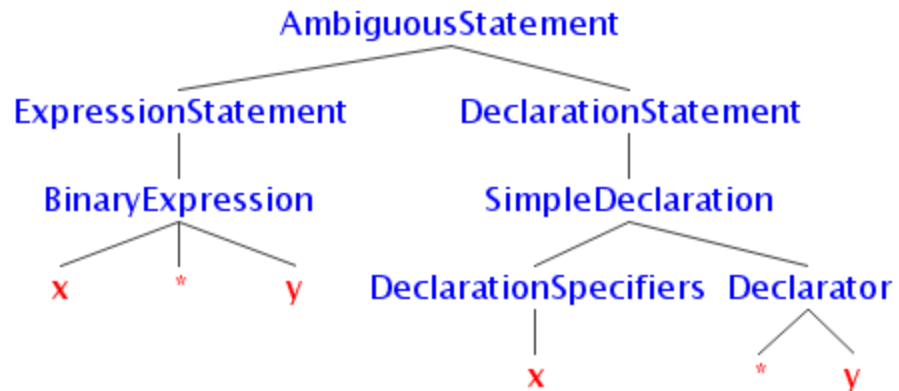 AmbiguousStatement
ExpressionStatement DeclarationStatement
BinaryExpression SimpleDeclaration
x * y DeclarationSpecifiers Declarator
x * y